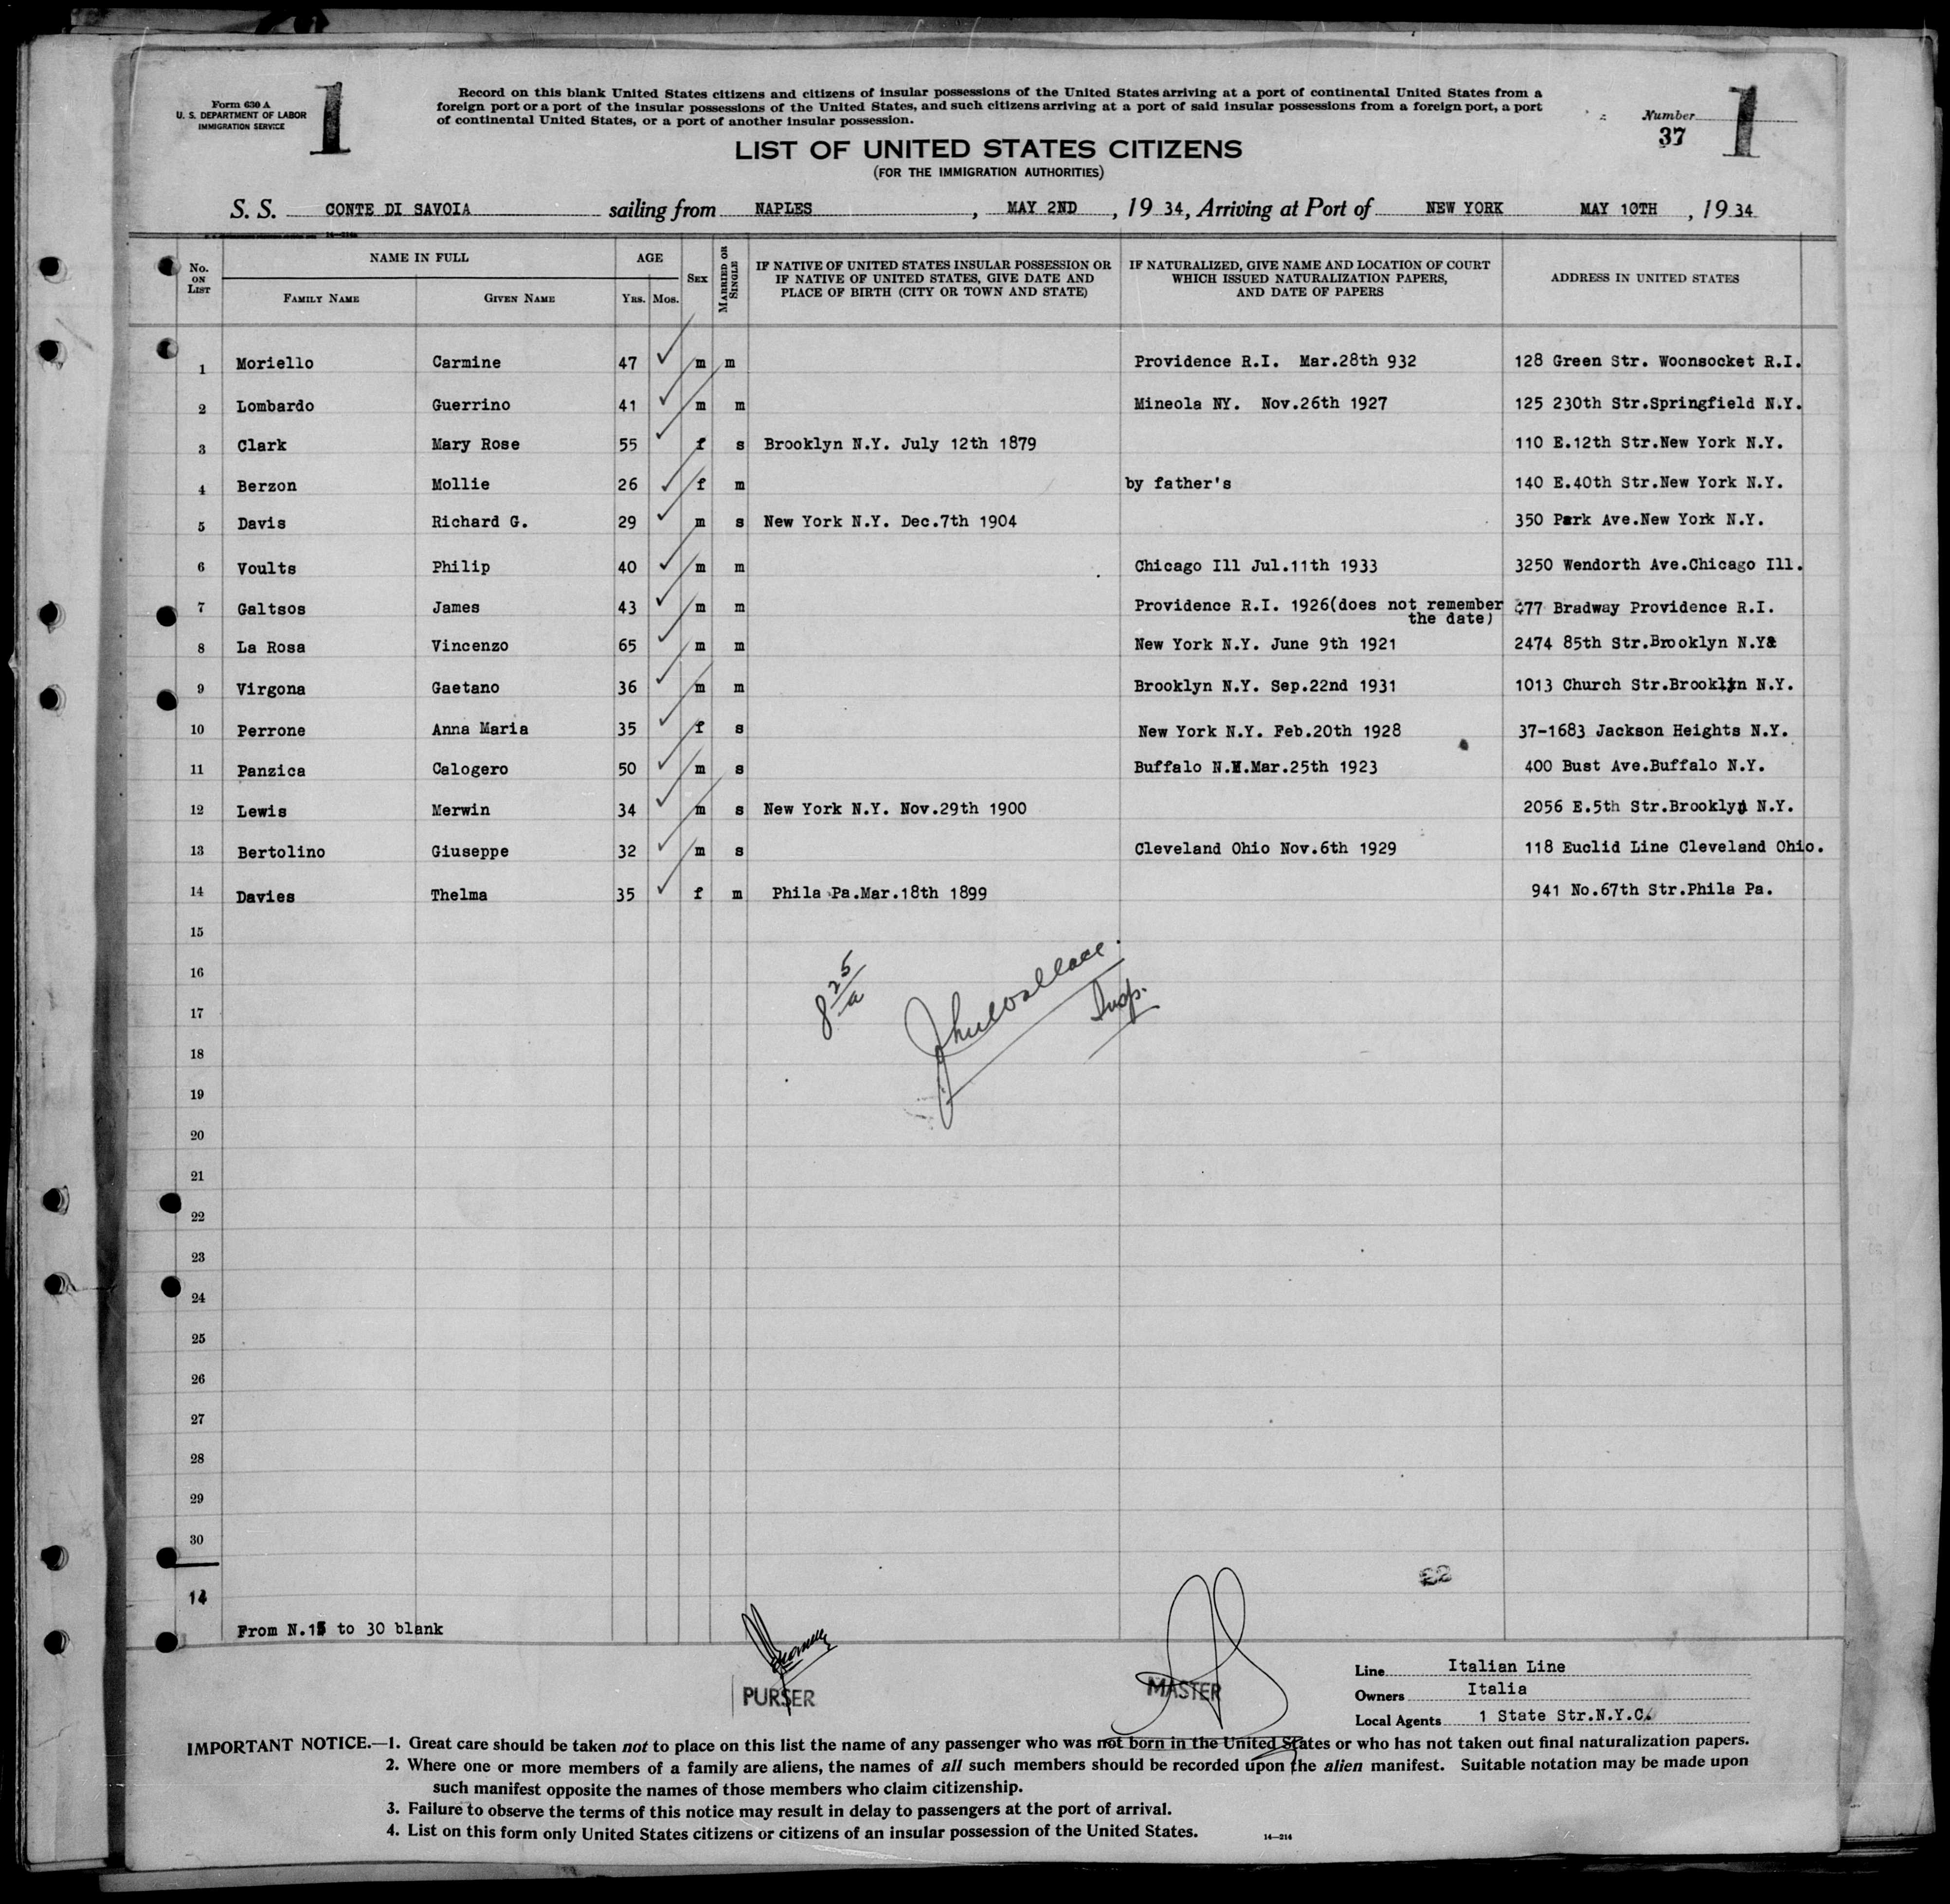 Form 630 A
U. S. DEPARTMENT OF LABOR
IMMIGRATION SERVICE
1
Record on this blank United States citizens and citizens of insular possessions of the United States arriving at a port of continental United States from a
foreign port or a port of the insular possessions of the United States, and such citizens arriving at a port of said insular possessions from a foreign port, a port
of continental United States, or a port of another insular possession.
Number
37
1
LIST OF UNITED STATES CITIZENS
(FOR THE IMMIGRATION AUTHORITIES)
S. S. CONTE DI SAVOIA sailing from NAPLES, MAY 2ND, 19 34, Arriving at Port of NEW YORK MAY 10TH, 19 34
No. ON LIST
NAME IN FULL
FAMILY NAME
GIVEN NAME
AGE
YRS. MOS.
SEX
MARRIED OR SINGLE
IF NATIVE OF UNITED STATES INSULAR POSSESSION OR
IF NATIVE OF UNITED STATES, GIVE DATE AND
PLACE OF BIRTH (CITY OR TOWN AND STATE)
IF NATURALIZED, GIVE NAME AND LOCATION OF COURT
WHICH ISSUED NATURALIZATION PAPERS,
AND DATE OF PAPERS
ADDRESS IN UNITED STATES
1 Moriello Carmine 47 m m Providence R.I. Mar.28th 932 128 Green Str. Woonsocket R.I.
2 Lombardo Guerrino 41 m m Mineola NY. Nov.26th 1927 125 230th Str.Springfield N.Y.
3 Clark Mary Rose 55 f s Brooklyn N.Y. July 12th 1879 110 E.12th Str.New York N.Y.
4 Berzon Mollie 26 f m by father's 140 E.40th Str.New York N.Y.
5 Davis Richard G. 29 m s New York N.Y. Dec.7th 1904 350 Park Ave.New York N.Y.
6 Voults Philip 40 m m Chicago Ill Jul.11th 1933 3250 Wendorth Ave.Chicago Ill.
7 Galtsos James 43 m m Providence R.I. 1926(does not remember the date) 77 Bradway Providence R.I.
8 La Rosa Vincenzo 65 m m New York N.Y. June 9th 1921 2474 85th Str.Brooklyn N.Y&
9 Virgona Gaetano 36 m m Brooklyn N.Y. Sep.22nd 1931 1013 Church Str.Brooklyn N.Y.
10 Perrone Anna Maria 35 f s New York N.Y. Feb.20th 1928 37-1683 Jackson Heights N.Y.
11 Panzica Calogero 50 m s Buffalo N.Y.Mar.25th 1923 400 Bust Ave.Buffalo N.Y.
12 Lewis Merwin 34 m s New York N.Y. Nov.29th 1900 2056 E.5th Str.Brooklyn N.Y.
13 Bertolino Giuseppe 32 m s Cleveland Ohio Nov.6th 1929 118 Euclid Line Cleveland Ohio.
14 Davies Thelma 35 f m Phila Pa.Mar.18th 1899 941 No.67th Str.Phila Pa.
15
16
17
18
19
20
21
22
23
24
25
26
27
28
29
30
8 25/a
Wallace
Insp.
14
From N.15 to 30 blank
PURSER
MASTER
Line Italian Line
Owners Italia
Local Agents 1 State Str.N.Y.C.
IMPORTANT NOTICE.—1. Great care should be taken not to place on this list the name of any passenger who was not born in the United States or who has not taken out final naturalization papers.
2. Where one or more members of a family are aliens, the names of all such members should be recorded upon the alien manifest. Suitable notation may be made upon
such manifest opposite the names of those members who claim citizenship.
3. Failure to observe the terms of this notice may result in delay to passengers at the port of arrival.
4. List on this form only United States citizens or citizens of an insular possession of the United States.
14—214